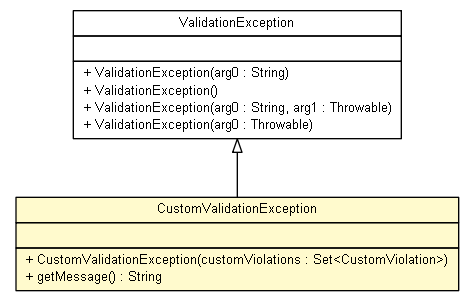 ValidationException
+ ValidationException(arg0 : String)
+ ValidationException()
+ ValidationException(arg0 : String, arg1 : Throwable)
+ ValidationException(arg0 : Throwable)
CustomValidationException
+ CustomValidationException(customViolations : Set<CustomViolation>)
+ getMessage() : String